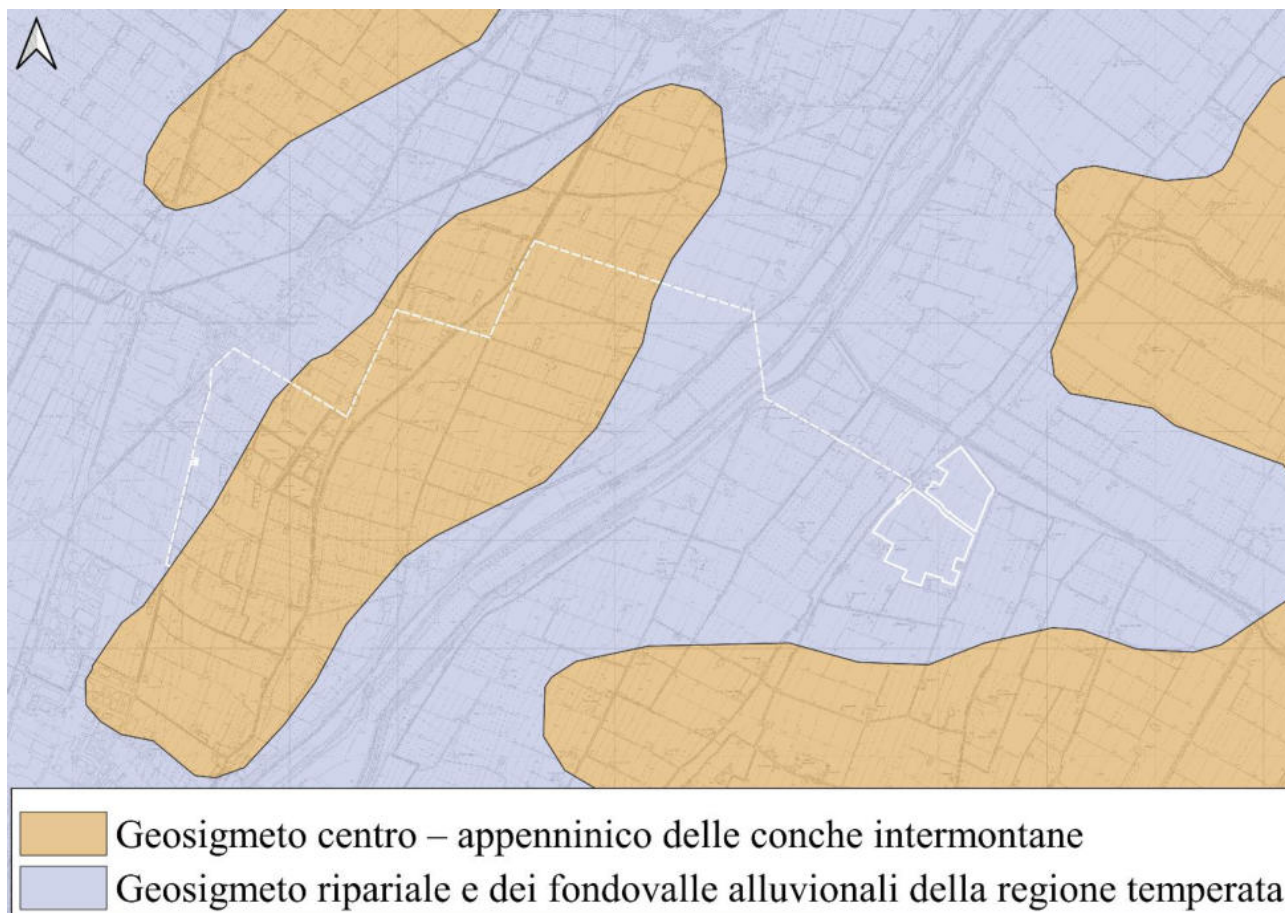 Geosigmeto centro – appenninico delle conche intermontane
Geosigmeto ripariale e dei fondovalle alluvionali della regione temperata